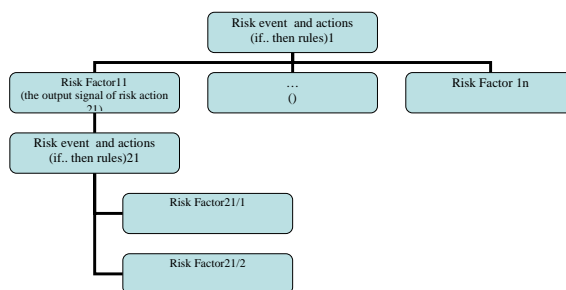 Risk event and actions
(if.. then rules)1
Risk Factor11
(the output signal of risk action
21)
...
()
Risk Factor 1n
Risk event and actions
(if.. then rules)21
Risk Factor21/1
Risk Factor21/2